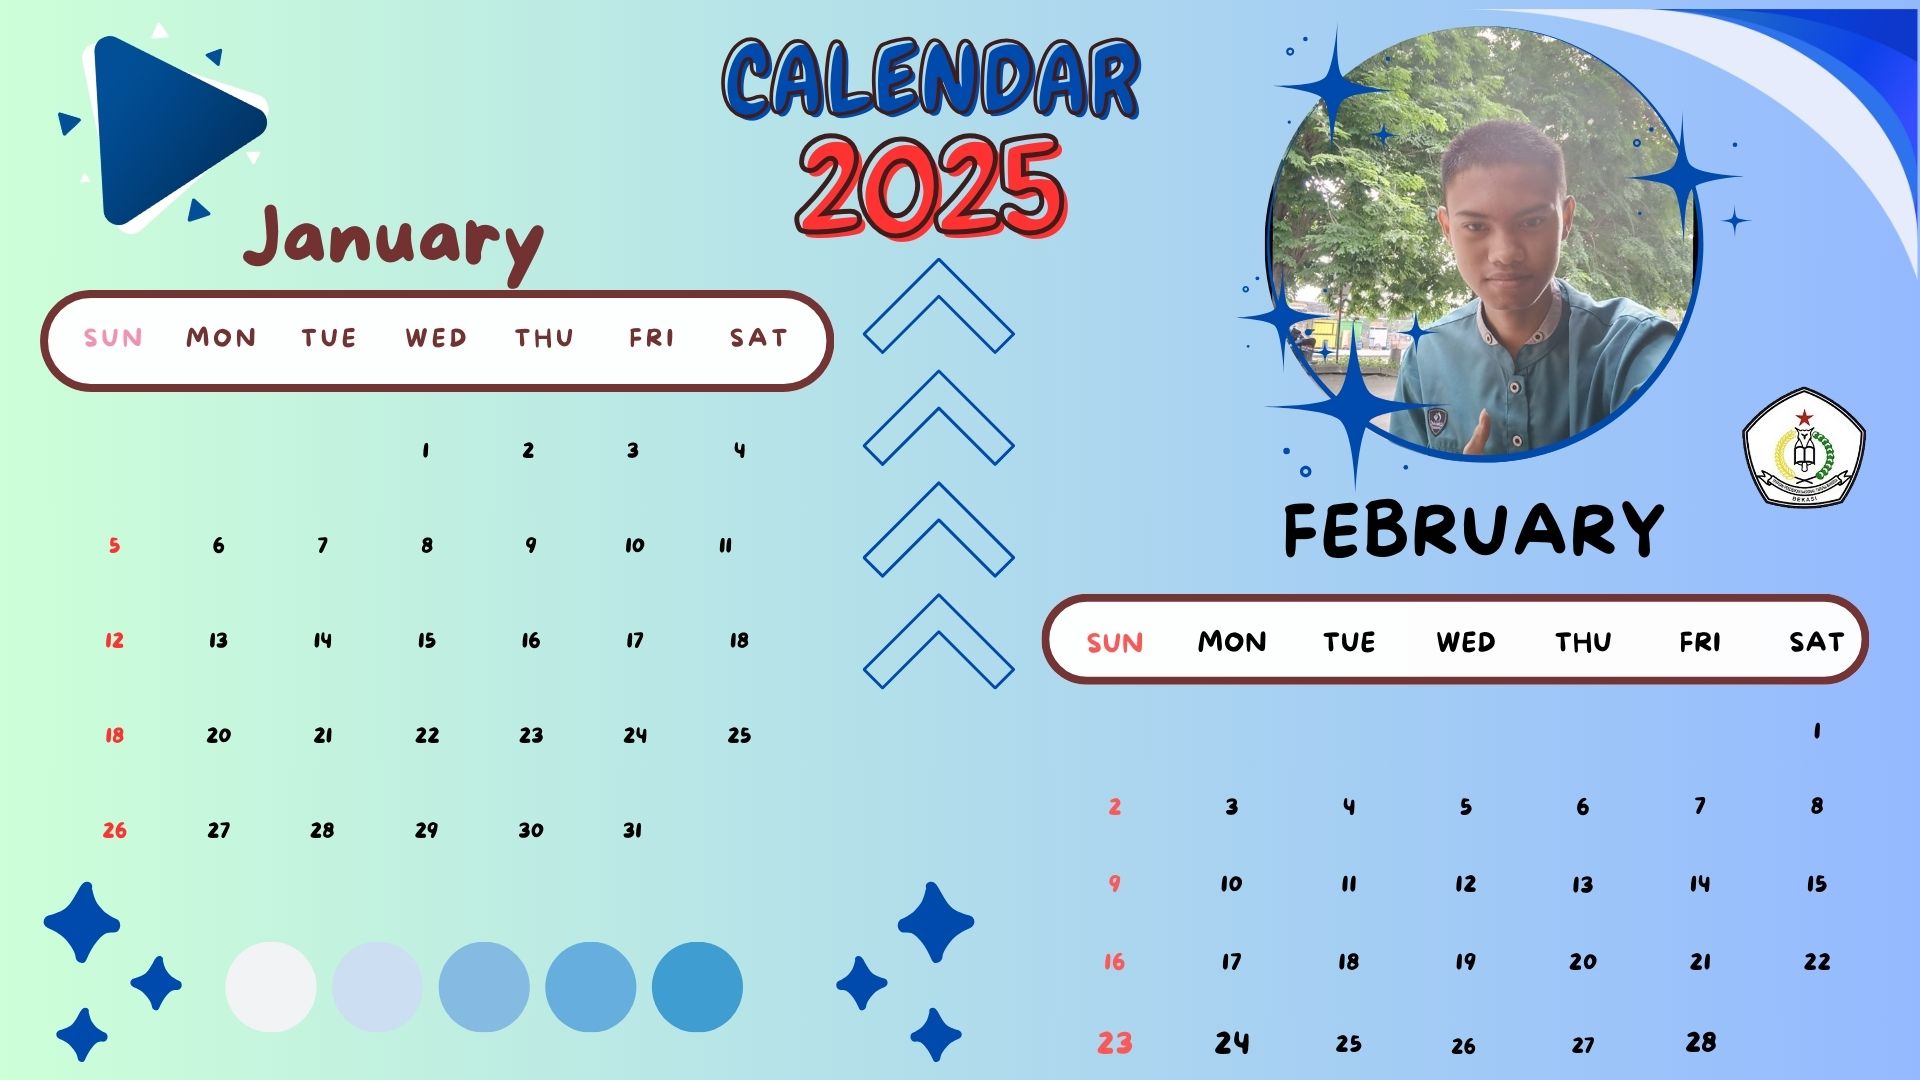 CALENDAR
2025
January
SUN MON TUE WED THU FRI SAT
1 2 3 4
5 6 7 8 9 10 11
12 13 14 15 16 17 18
18 20 21 22 23 24 25
26 27 28 29 30 31
BEKASI
FEBRUARY
SUN MON TUE WED THU FRI SAT
1
2 3 4 5 6 7 8
9 10 11 12 13 14 15
16 17 18 19 20 21 22
23 24 25 26 27 28